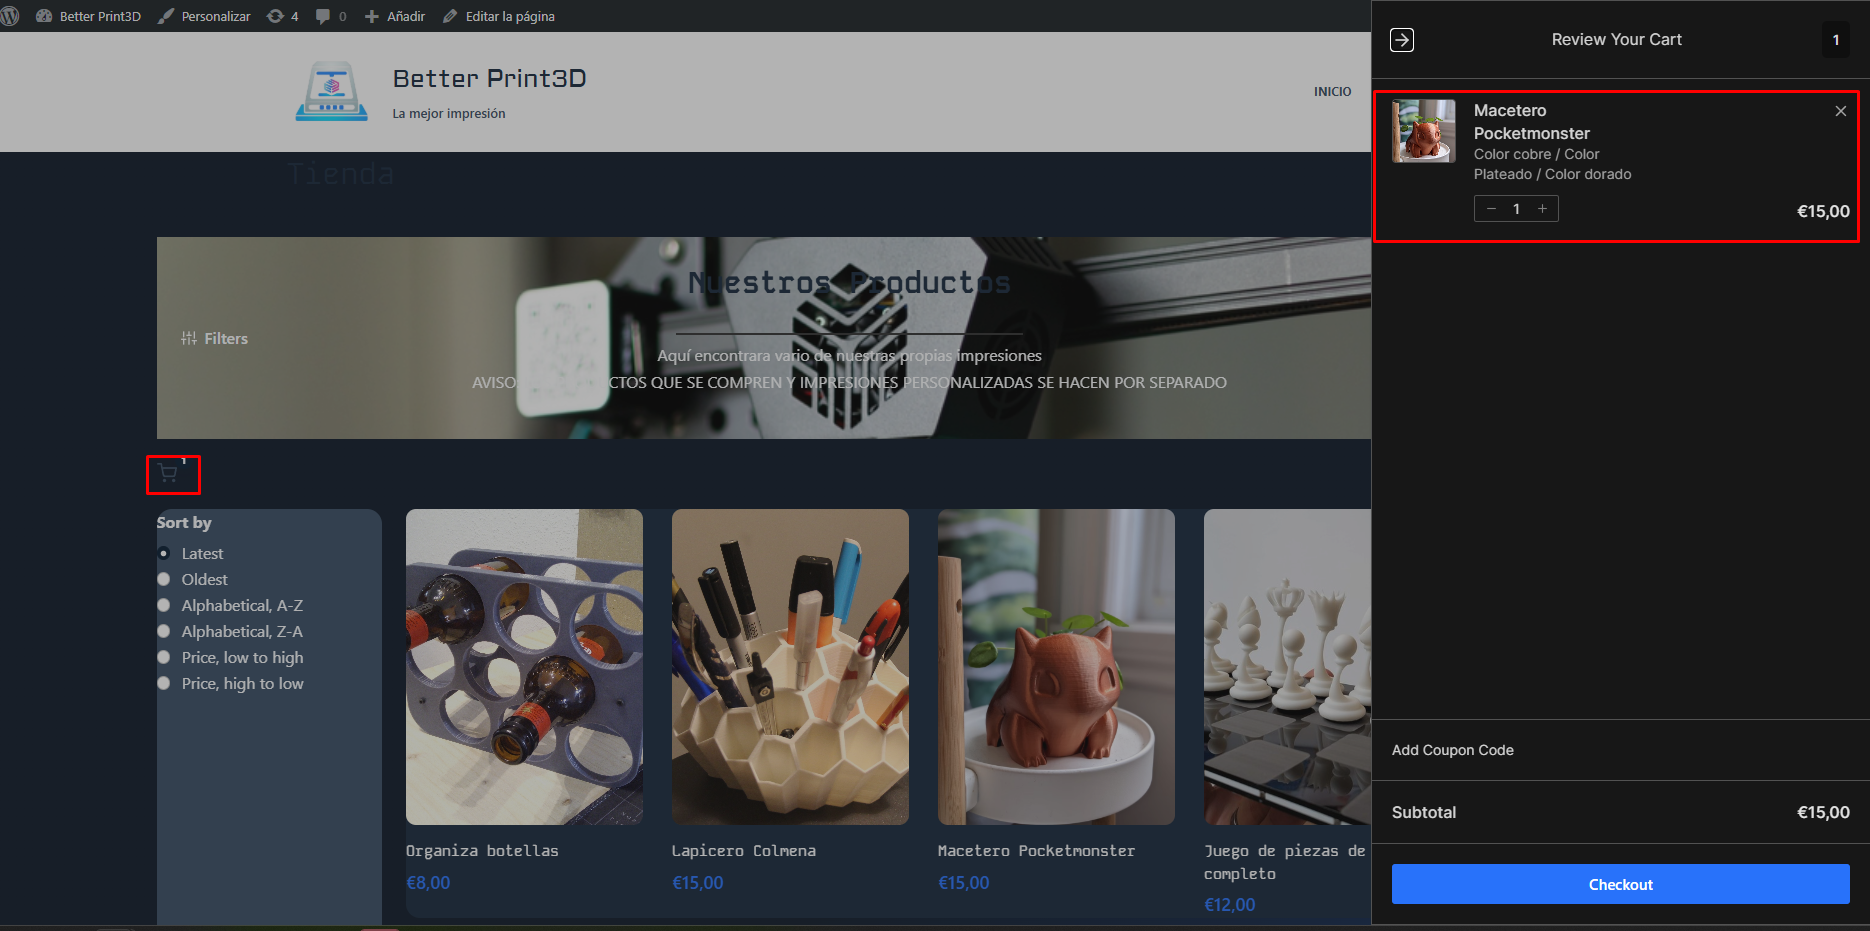 Better Print3D
Personalizar
4
0
Añadir
Editar la página
Better Print3D
La mejor impresión
INICIO
Tienda
Nuestros Productos
Filters
Aquí encontrara vario de nuestras propias impresiones
AVISO CTOS QUE SE COMPREN Y IMPRESIONES PERSONALIZADAS SE HACEN POR SEPARADO
1
Sort by
Latest
Oldest
Alphabetical, A-Z
Alphabetical, Z-A
Price, low to high
Price, high to low
Organiza botellas
€8,00
Lapicero Colmena
€15,00
Macetero Pocketmonster
€15,00
Juego de piezas de
completo
€12,00
Review Your Cart
1
Macetero
Pocketmonster
Color cobre / Color
Plateado / Color dorado
− 1 +
€15,00
Add Coupon Code
Subtotal
€15,00
Checkout